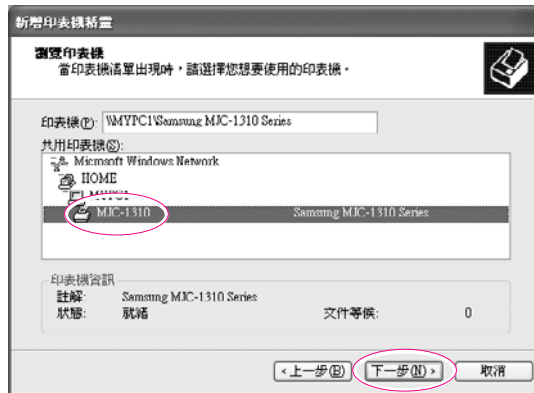 新增印表機精靈
瀏覽印表機
當印表機清單出現時，請選擇您想要使用的印表機。
印表機(P): \\MYPC1\Samsung MJC-1310 Series
共用印表機(S):
Microsoft Windows Network
HOME
MYPC1
MJC-1310 Samsung MJC-1310 Series
印表機資訊
註解: Samsung MJC-1310 Series
狀態: 就緒 文件等候: 0
<上一步(B) 下一步(N)> 取消